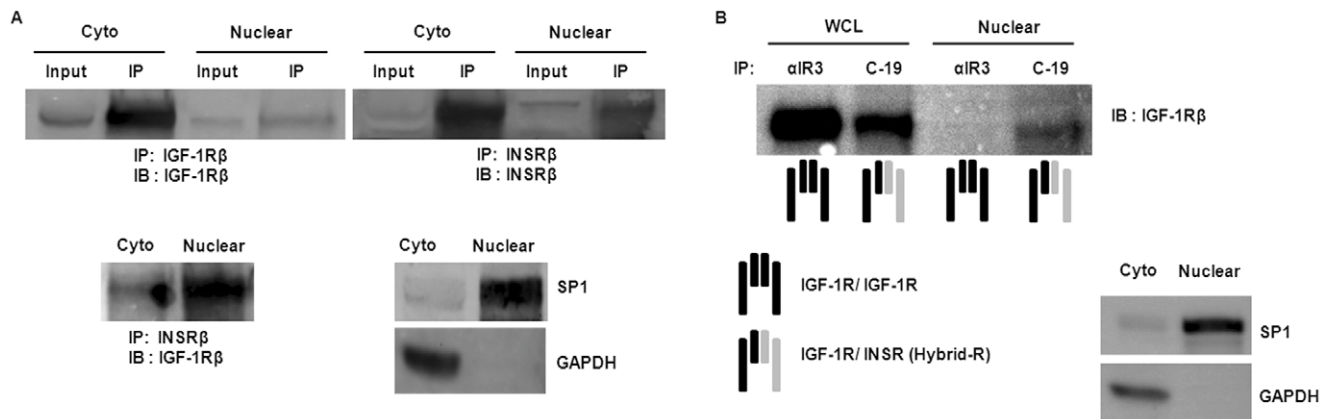 A
Cyto Nuclear Cyto Nuclear
Input IP Input IP Input IP Input IP
IP: IGF-1Rβ
IB: IGF-1Rβ
IP: INSRβ
IB: INSRβ
Cyto Nuclear
IP: INSRβ
IB: IGF-1Rβ
Cyto Nuclear
SP1
GAPDH
B
WCL Nuclear
IP: αIR3 C-19 αIR3 C-19
IB : IGF-1Rβ
IGF-1R/ IGF-1R
IGF-1R/ INSR (Hybrid-R)
Cyto Nuclear
SP1
GAPDH